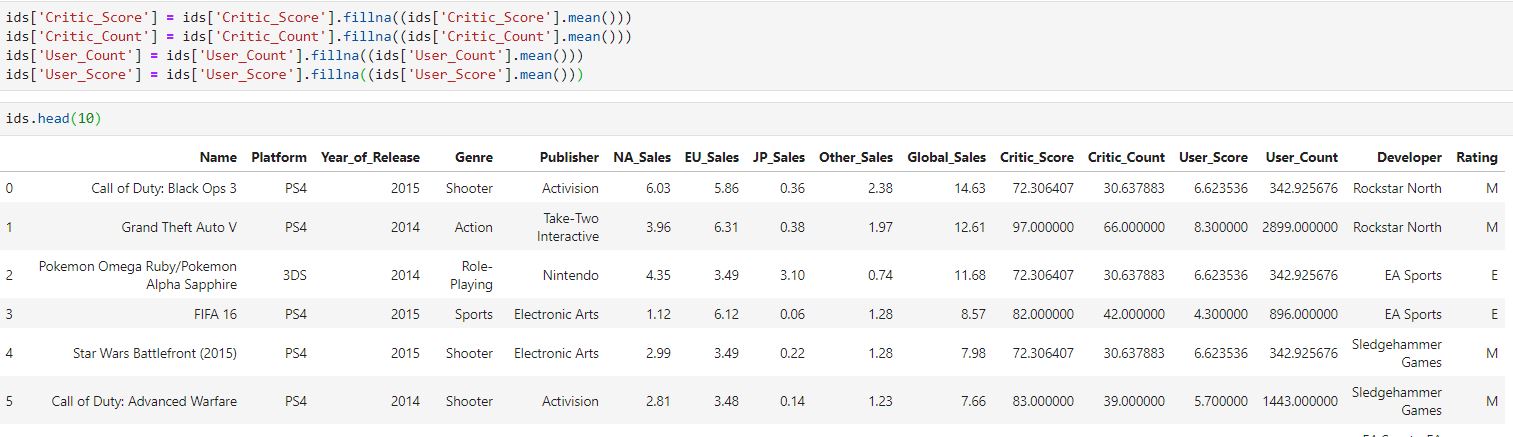 ids['Critic_Score'] = ids['Critic_Score'].fillna((ids['Critic_Score'].mean()))
ids['Critic_Count'] = ids['Critic_Count'].fillna((ids['Critic_Count'].mean()))
ids['User_Count'] = ids['User_Count'].fillna((ids['User_Count'].mean()))
ids['User_Score'] = ids['User_Score'].fillna((ids['User_Score'].mean()))
ids.head(10)
Name Platform Year_of_Release Genre Publisher NA_Sales EU_Sales JP_Sales Other_Sales Global_Sales Critic_Score Critic_Count User_Score User_Count Developer Rating
0 Call of Duty: Black Ops 3 PS4 2015 Shooter Activision 6.03 5.86 0.36 2.38 14.63 72.306407 30.637883 6.623536 342.925676 Rockstar North M
1 Grand Theft Auto V PS4 2014 Action Take-Two Interactive 3.96 6.31 0.38 1.97 12.61 97.000000 66.000000 8.300000 2899.000000 Rockstar North M
2 Pokemon Omega Ruby/Pokemon Alpha Sapphire 3DS 2014 Role-Playing Nintendo 4.35 3.49 3.10 0.74 11.68 72.306407 30.637883 6.623536 342.925676 EA Sports E
3 FIFA 16 PS4 2015 Sports Electronic Arts 1.12 6.12 0.06 1.28 8.57 82.000000 42.000000 4.300000 896.000000 EA Sports E
4 Star Wars Battlefront (2015) PS4 2015 Shooter Electronic Arts 2.99 3.49 0.22 1.28 7.98 72.306407 30.637883 6.623536 342.925676 Sledgehammer Games M
5 Call of Duty: Advanced Warfare PS4 2014 Shooter Activision 2.81 3.48 0.14 1.23 7.66 83.000000 39.000000 5.700000 1443.000000 Sledgehammer Games M